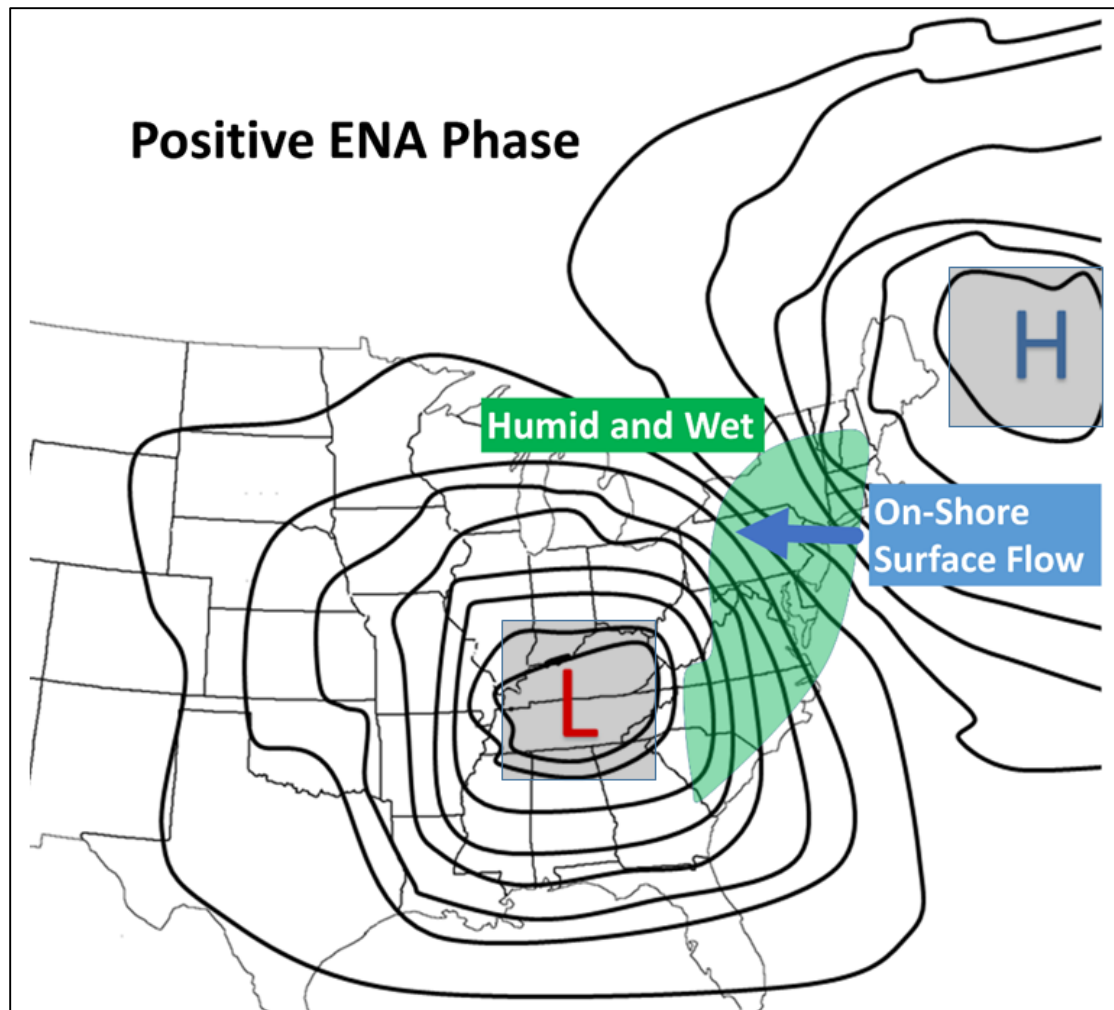 Positive ENA Phase
H
Humid and Wet
On-Shore
Surface Flow
L